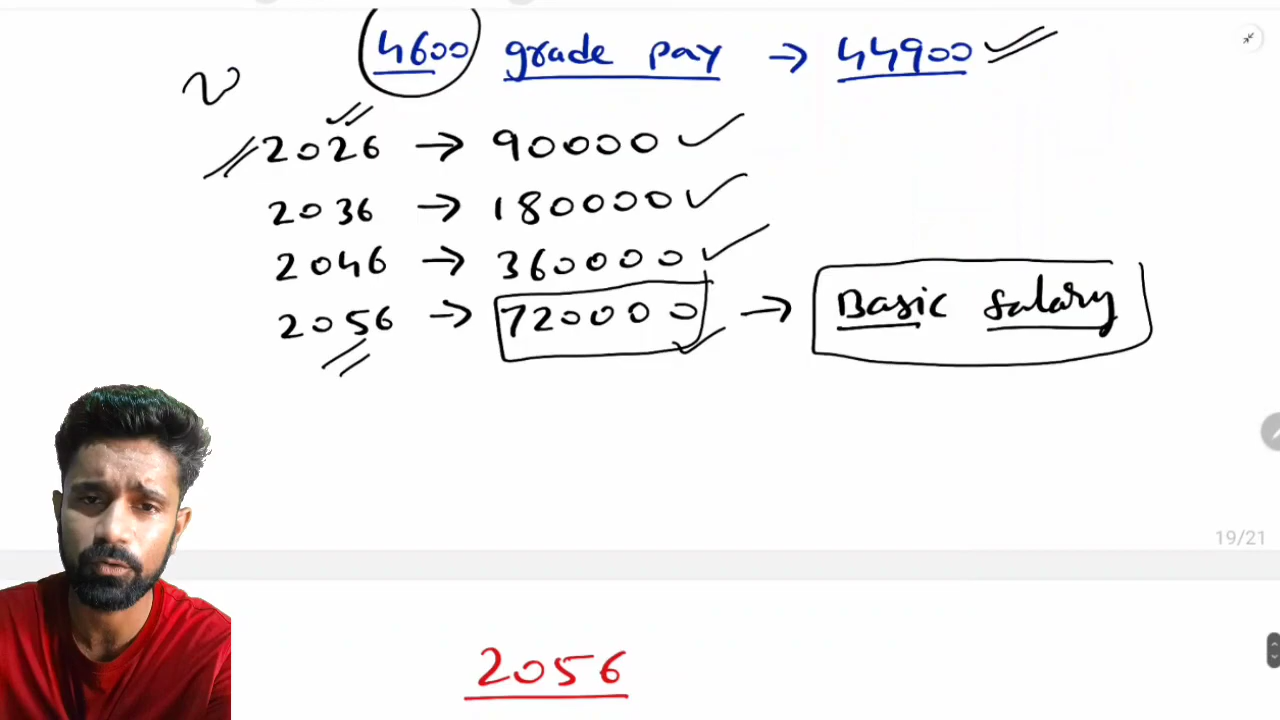 4600 grade pay → 44900
2026 → 90000
2036 → 180000
2046 → 360000
2056 → 720000 → Basic Salary
19/21
2056